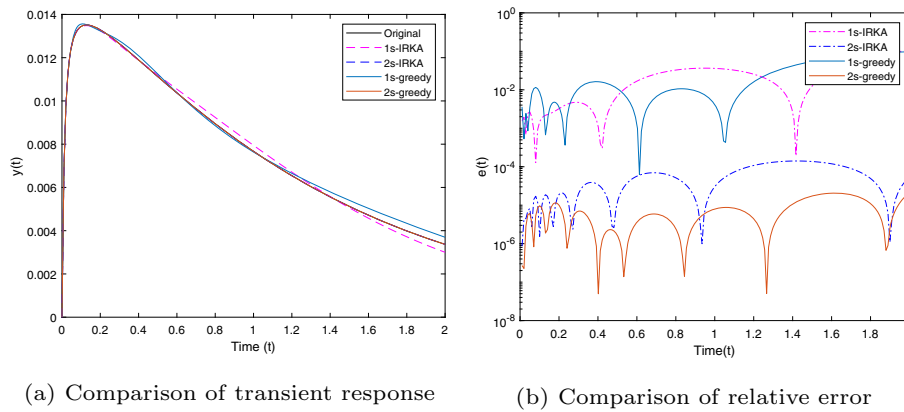 0.014
0.012
0.01
0.008
0.006
0.004
0.002
0
y(t)
Original
1s-IRKA
2s-IRKA
1s-greedy
2s-greedy
0 0.2 0.4 0.6 0.8 1 1.2 1.4 1.6 1.8 2
Time (t)
(a) Comparison of transient response
10^0
10^-2
10^-4
10^-6
10^-8
e(t)
1s-IRKA
2s-IRKA
1s-greedy
2s-greedy
0 0.2 0.4 0.6 0.8 1 1.2 1.4 1.6 1.8
Time(t)
(b) Comparison of relative error